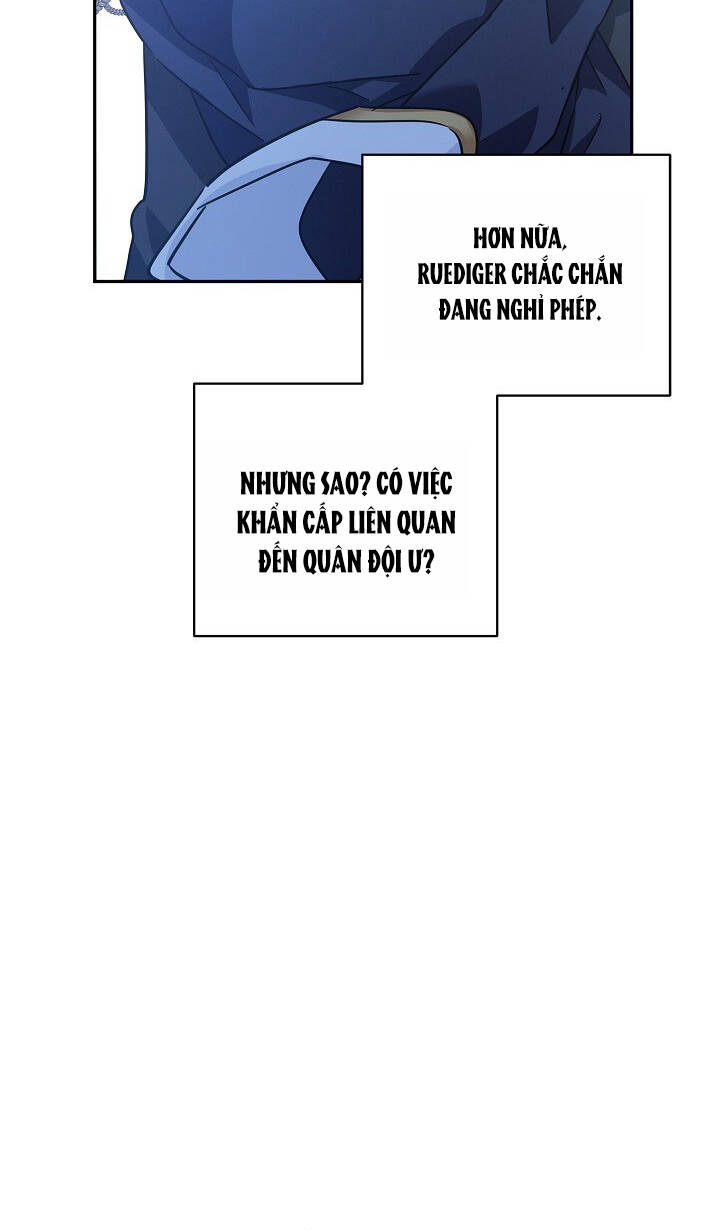 HƠN NỮA,
RUEDIGER CHẮC CHẮN
ĐANG NGHỈ PHÉP.
NHƯNG SAO? CÓ VIỆC
KHẨN CẤP LIÊN QUAN
ĐẾN QUÂN ĐỘI Ư?